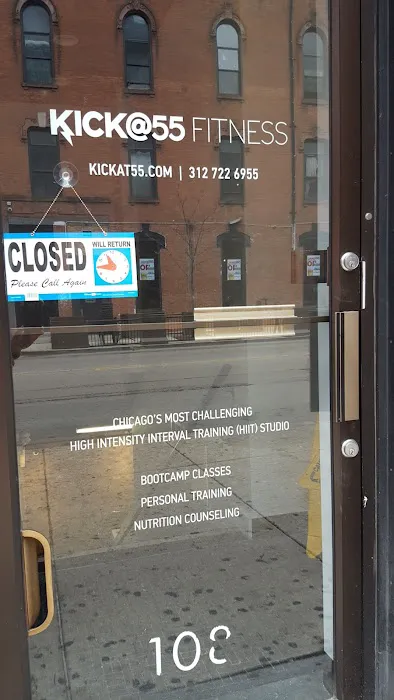 KICK@55 FITNESS
KICKAT55.COM | 312 722 6955
CLOSED
WILL RETURN
Please Call Again
CHICAGO'S MOST CHALLENGING
HIGH INTENSITY INTERVAL TRAINING (HIIT) STUDIO
BOOTCAMP CLASSES
PERSONAL TRAINING
NUTRITION COUNSELING
108